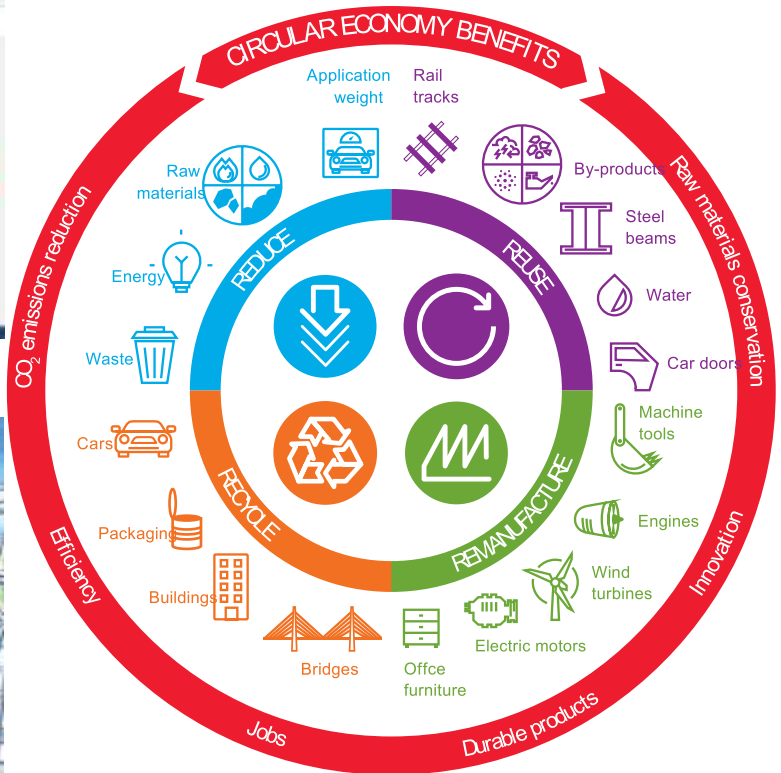 CIRCULAR ECONOMY BENEFITS
Application
weight
Rail
tracks
Raw
materials
By-products
Steel
beams
Energy
Water
Waste
Car doors
Cars
Machine
tools
Packaging
Engines
Buildings
Wind
turbines
Bridges
Electric motors
Offce
furniture
REDUCE
REUSE
RECYCLE
REMANUFACTURE
CO₂ emissions reduction
Raw materials conservation
Efficiency
Innovation
Jobs
Durable products